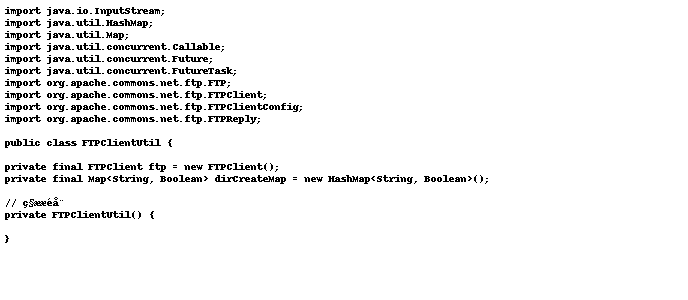 import java.io.InputStream;
import java.util.HashMap;
import java.util.Map;
import java.util.concurrent.Callable;
import java.util.concurrent.Future;
import java.util.concurrent.FutureTask;
import org.apache.commons.net.ftp.FTP;
import org.apache.commons.net.ftp.FTPClient;
import org.apache.commons.net.ftp.FTPClientConfig;
import org.apache.commons.net.ftp.FTPReply;
public class FTPClientUtil {
private final FTPClient ftp = new FTPClient();
private final Map<String, Boolean> dirCreateMap = new HashMap<String, Boolean>();
//
private FTPClientUtil() {
}